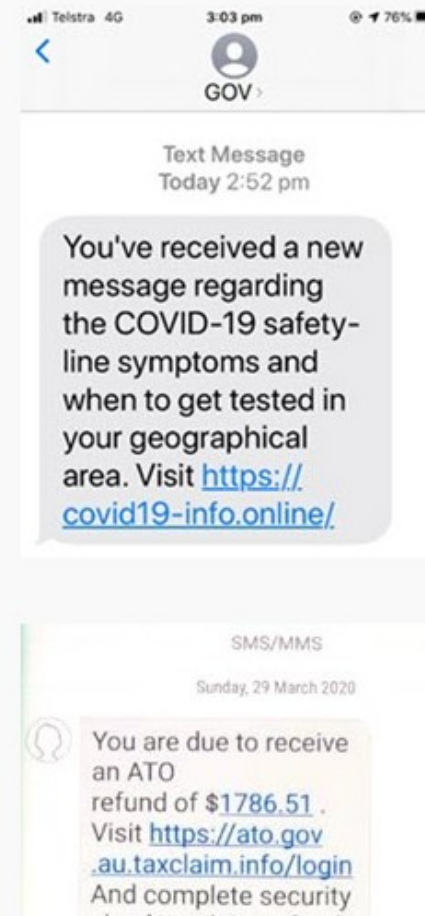 Telstra 4G 3:03 pm 76%
GOV
Text Message
Today 2:52 pm
You've received a new
message regarding
the COVID-19 safety-
line symptoms and
when to get tested in
your geographical
area. Visit https://
covid19-info.online/
SMS/MMS
Sunday, 29 March 2020
You are due to receive
an ATO
refund of $1786.51 .
Visit https://ato.gov
.au.taxclaim.info/login
And complete security